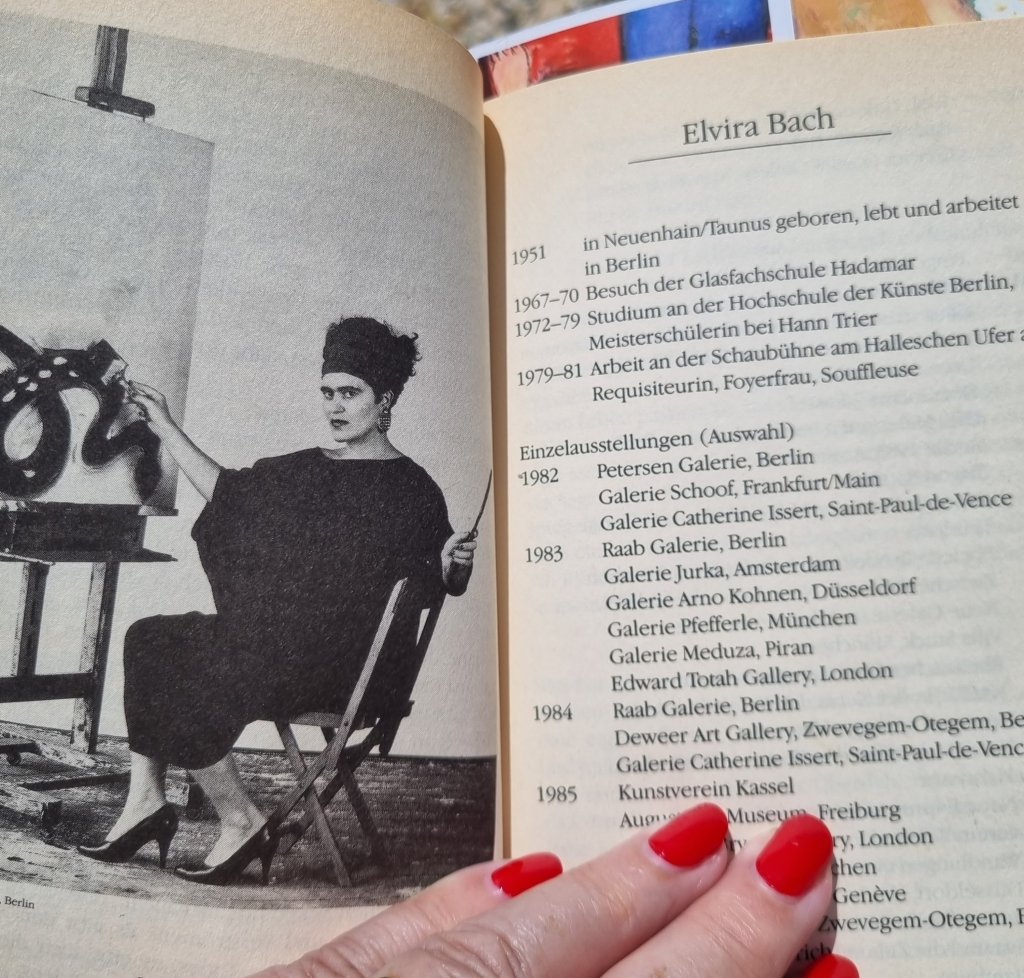 , Berlin
Elvira Bach
1951 in Neuenhain/Taunus geboren, lebt und arbeitet
in Berlin
1967–70 Besuch der Glasfachschule Hadamar
1972–79 Studium an der Hochschule der Künste Berlin,
Meisterschülerin bei Hann Trier
1979–81 Arbeit an der Schaubühne am Halleschen Ufer a
Requisiteurin, Foyerfrau, Souffleuse
Einzelausstellungen (Auswahl)
1982 Petersen Galerie, Berlin
Galerie Schoof, Frankfurt/Main
Galerie Catherine Issert, Saint-Paul-de-Vence
1983 Raab Galerie, Berlin
Galerie Jurka, Amsterdam
Galerie Arno Kohnen, Düsseldorf
Galerie Pfefferle, München
Galerie Meduza, Piran
Edward Totah Gallery, London
1984 Raab Galerie, Berlin
Deweer Art Gallery, Zwevegem-Otegem, Be
Galerie Catherine Issert, Saint-Paul-de-Venc
1985 Kunstverein Kassel
Augu Museum, Freiburg
ry, London
chen
Genève
Zwevegem-Otegem,
rich